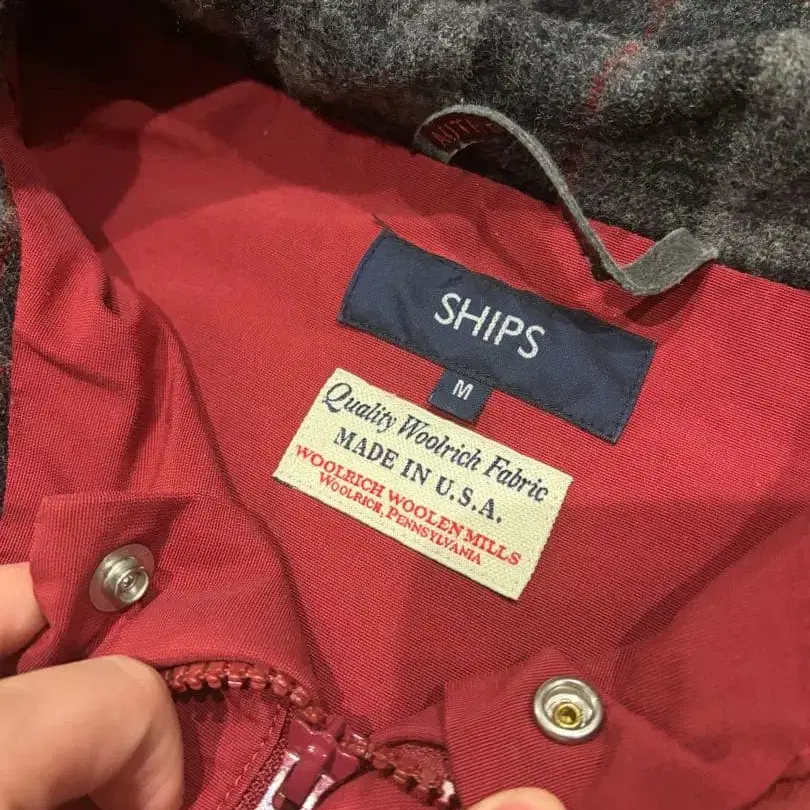 SHIPS
M
Quality Woolrich Fabric
MADE IN U.S.A.
WOOLRICH WOOLEN MILLS
WOOLRICH, PENNSYLVANIA